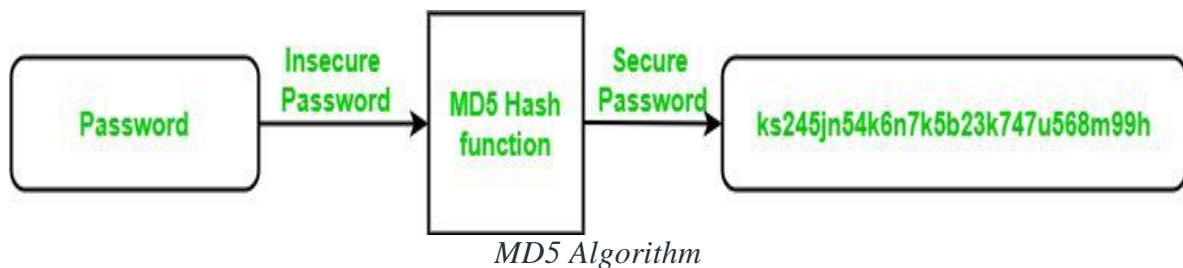 Password
Insecure
Password
MD5 Hash
function
Secure
Password
ks245jn54k6n7k5b23k747u568m99h
MD5 Algorithm